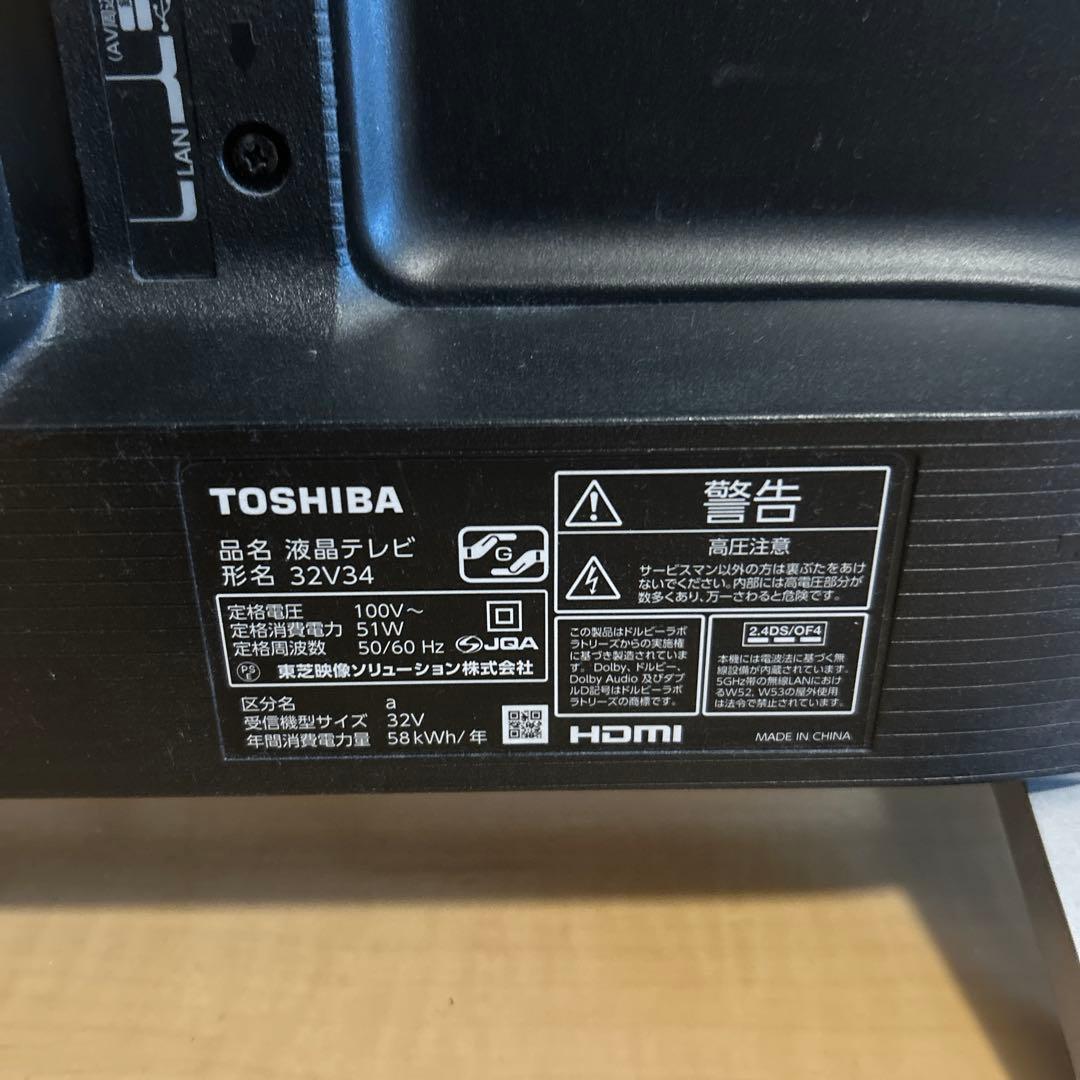 LAN
TOSHIBA
品名 液晶テレビ
形名 32V34
G
定格電圧 100V～
定格消費電力 51W
定格周波数 50/60 Hz JQA
PS E 東芝映像ソリューション株式会社
区分名 a
受信機型サイズ 32V
年間消費電力量 58kWh/年
警告
高圧注意
サービスマン以外の方は裏ぶたをあけ
ないでください。内部には高電圧部分が
数多くあり、万一さわると危険です。
この製品はドルビーラボ
ラトリーズからの実施権
に基づき製造されていま
す。Dolby、ドルビー、
Dolby Audio 及びダブ
ルD記号はドルビーラボ
ラトリーズの商標です。
2.4DS/OF4
本機には電波法に基づく無
線設備が内蔵されています。
5GHz帯の無線LANにおけ
るW52、W53の屋外使用
は法令で禁止されています。
HDMI
MADE IN CHINA